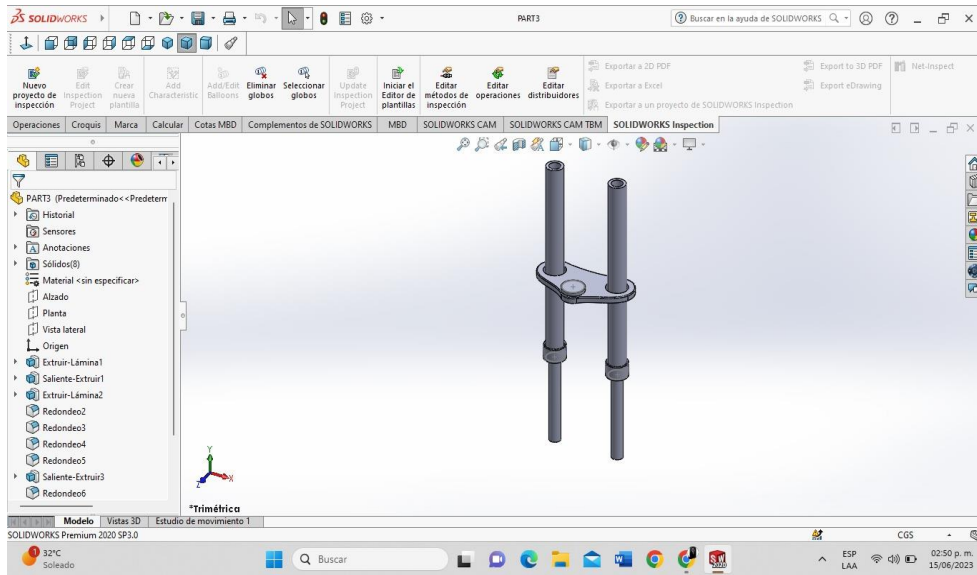 SOLIDWORKS
PART3
Buscar en la ayuda de SOLIDWORKS
Nuevo proyecto de inspección
Edit Inspection Project
Crear nueva plantilla
Add Characteristic
Add/Edit Balloons
Eliminar globos
Seleccionar globos
Update Inspection Project
Iniciar el Editor de plantillas
Editar métodos de inspección
Editar operaciones
Editar distribuidores
Exportar a 2D PDF
Exportar a Excel
Exportar a un proyecto de SOLIDWORKS Inspection
Export to 3D PDF
Export eDrawing
Net-Inspect
Operaciones Croquis Marca Calcular Cotas MBD Complementos de SOLIDWORKS MBD SOLIDWORKS CAM SOLIDWORKS CAM TBM SOLIDWORKS Inspection
PART3 (Predeterminado<<Predeterm
Historial
Sensores
Anotaciones
Sólidos(8)
Material <sin especificar>
Alzado
Planta
Vista lateral
Origen
Extruir-Lámina1
Saliente-Extruir1
Extruir-Lámina2
Redondeo2
Redondeo3
Redondeo4
Redondeo5
Saliente-Extruir3
Redondeo6
Y
X
Z
*Trimétrica
Modelo Vistas 3D Estudio de movimiento 1
SOLIDWORKS Premium 2020 SP3.0
CGS
1
32°C
Soleado
Buscar
ESP
LAA
02:50 p. m.
15/06/2023